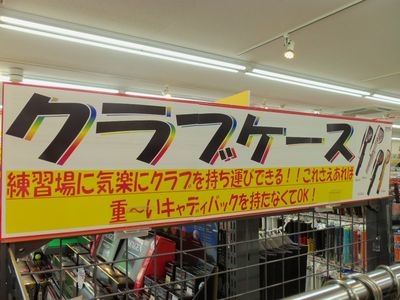 クラブケース
練習場に気楽にクラブを持ち運びできる!!これさえあれば
重〜いキャディバックを持たなくてOK!